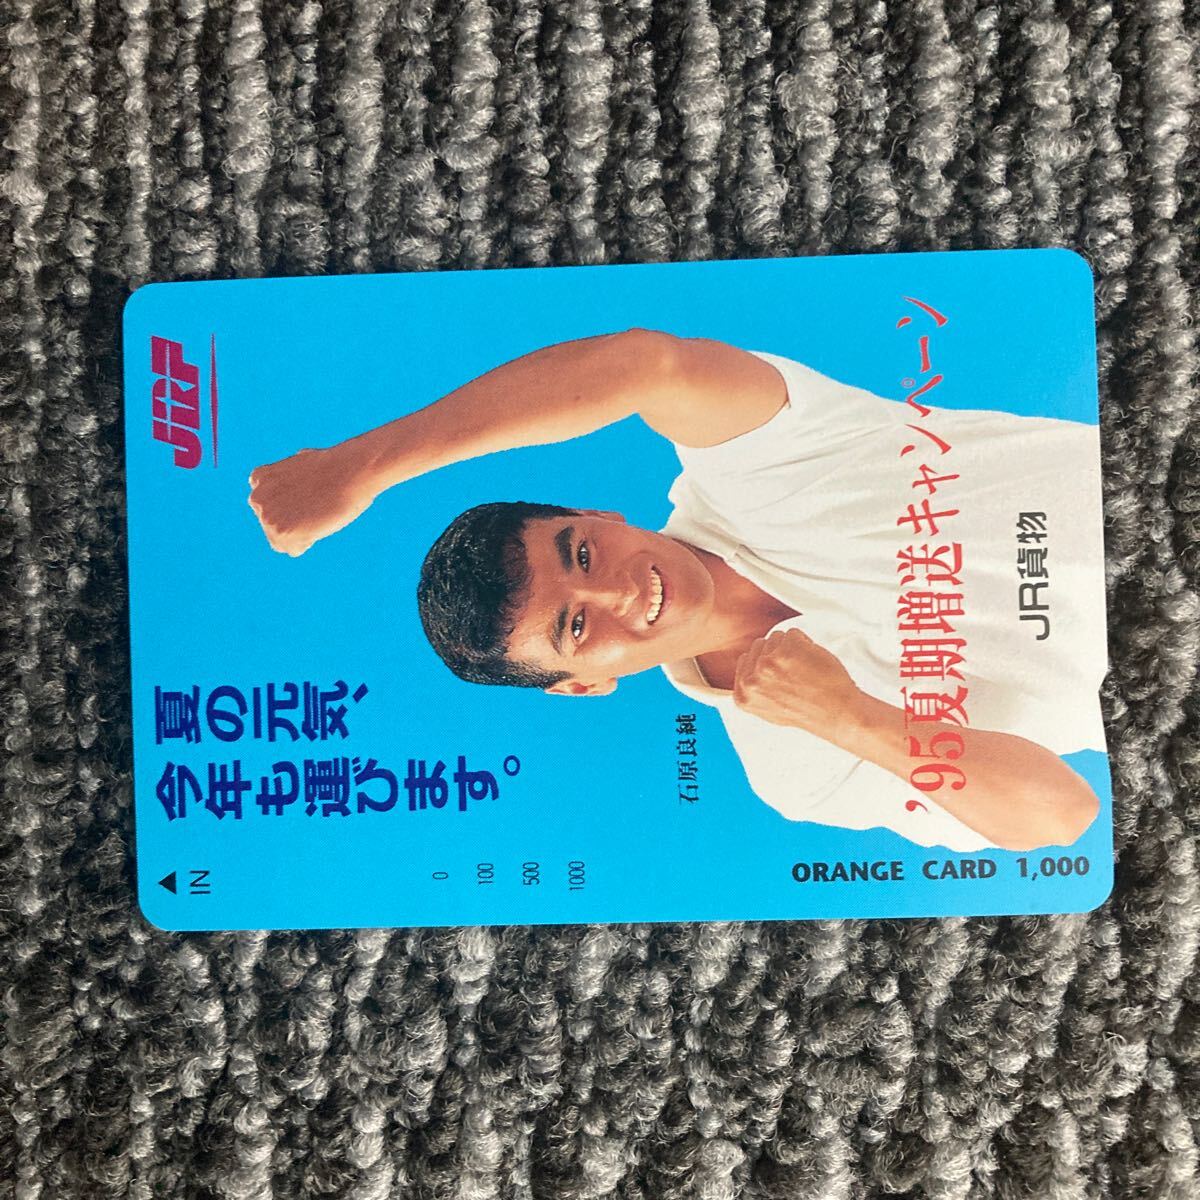 夏の元気、
今年も運びます。
JRF
石原良純
'95夏期増送キャンペーン
JR貨物
IN
0
100
500
1000
ORANGE CARD 1,000